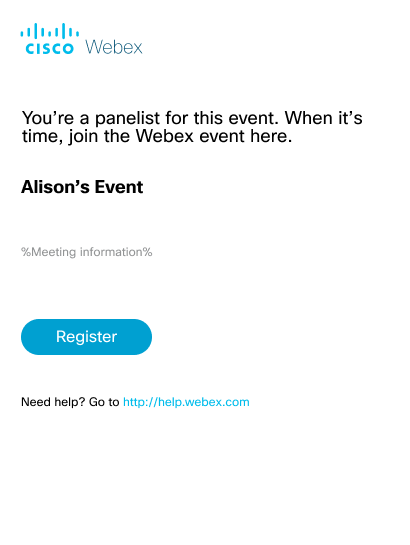 CISCO Webex
You’re a panelist for this event. When it’s
time, join the Webex event here.
Alison’s Event
%Meeting information%
Register
Need help? Go to http://help.webex.com